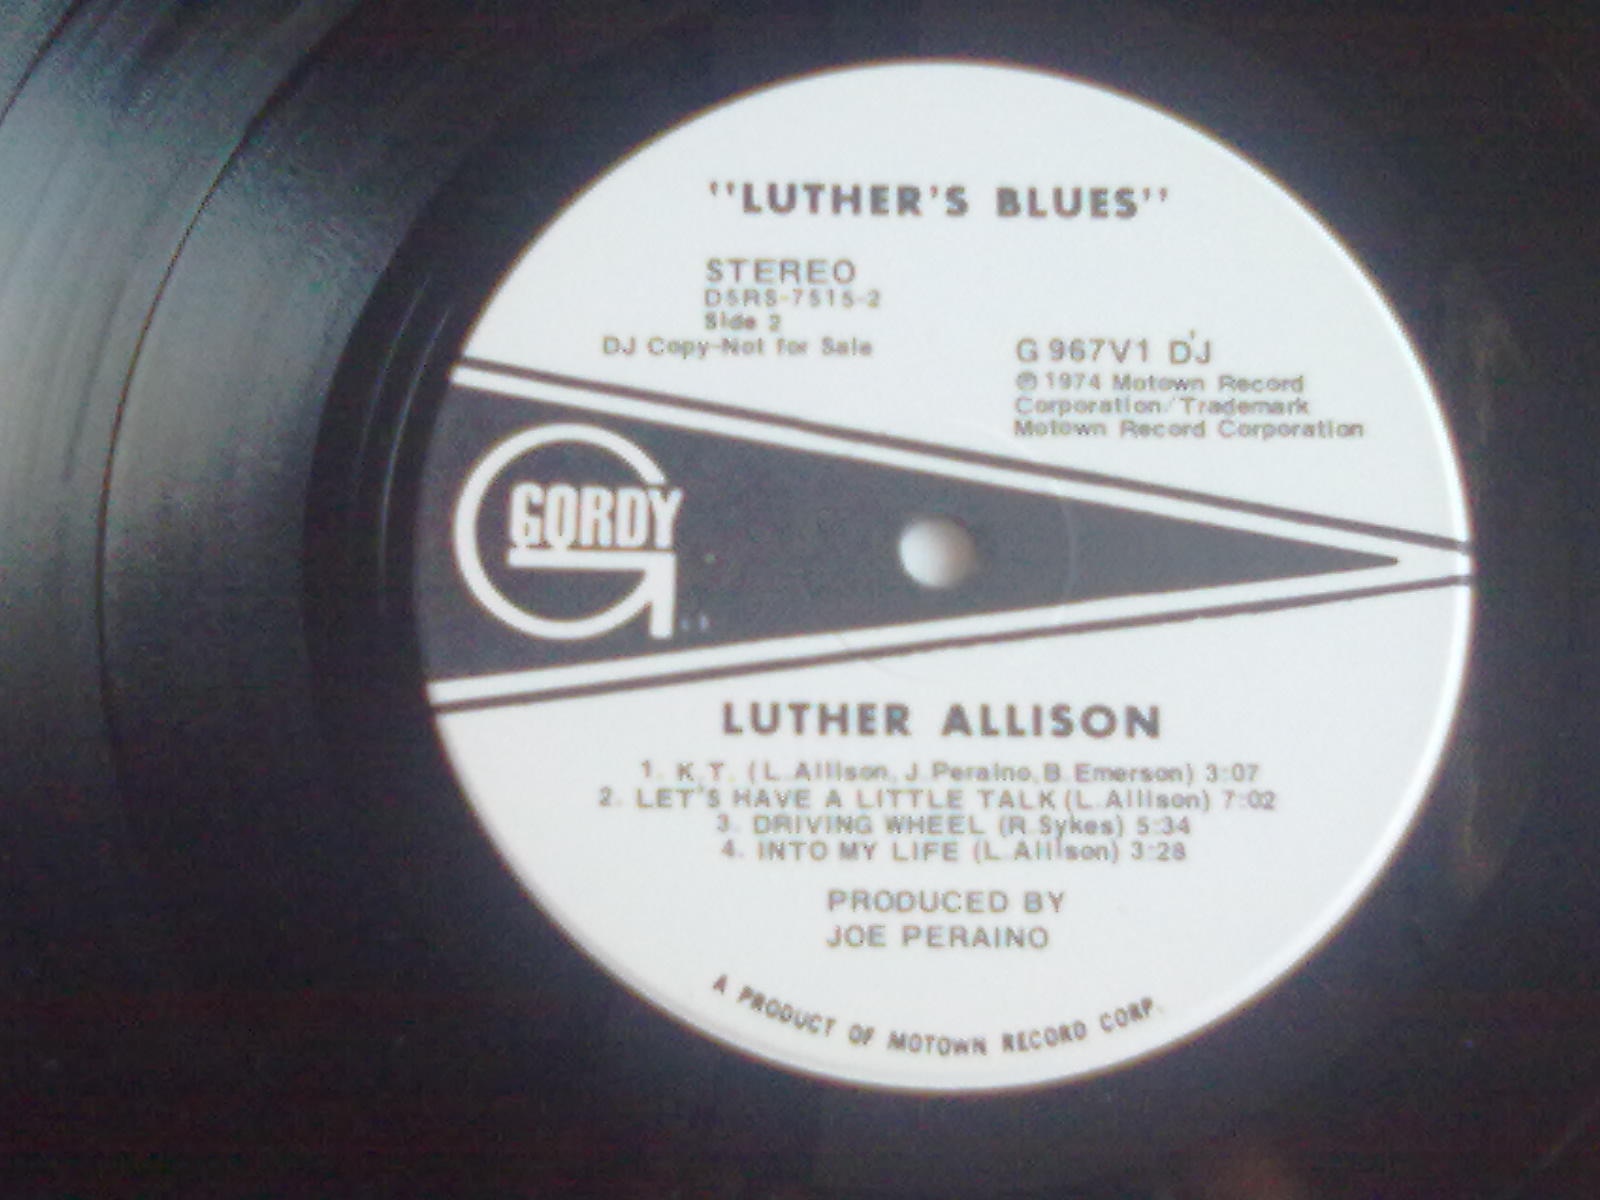 "LUTHER'S BLUES"
STEREO
DSRS-7515-2
Side 2
DJ Copy-Not for Sale
G 967V1 DJ
℗ 1974 Motown Record
Corporation/Trademark
Motown Record Corporation
GORDY
LUTHER ALLISON
1. K.T. (L. Allison, J. Peraino, B. Emerson) 3:07
2. LET'S HAVE A LITTLE TALK (L. Allison) 7:02
3. DRIVING WHEEL (R. Sykes) 5:34
4. INTO MY LIFE (L. Allison) 3:28
PRODUCED BY
JOE PERAINO
A PRODUCT OF MOTOWN RECORD CORP.